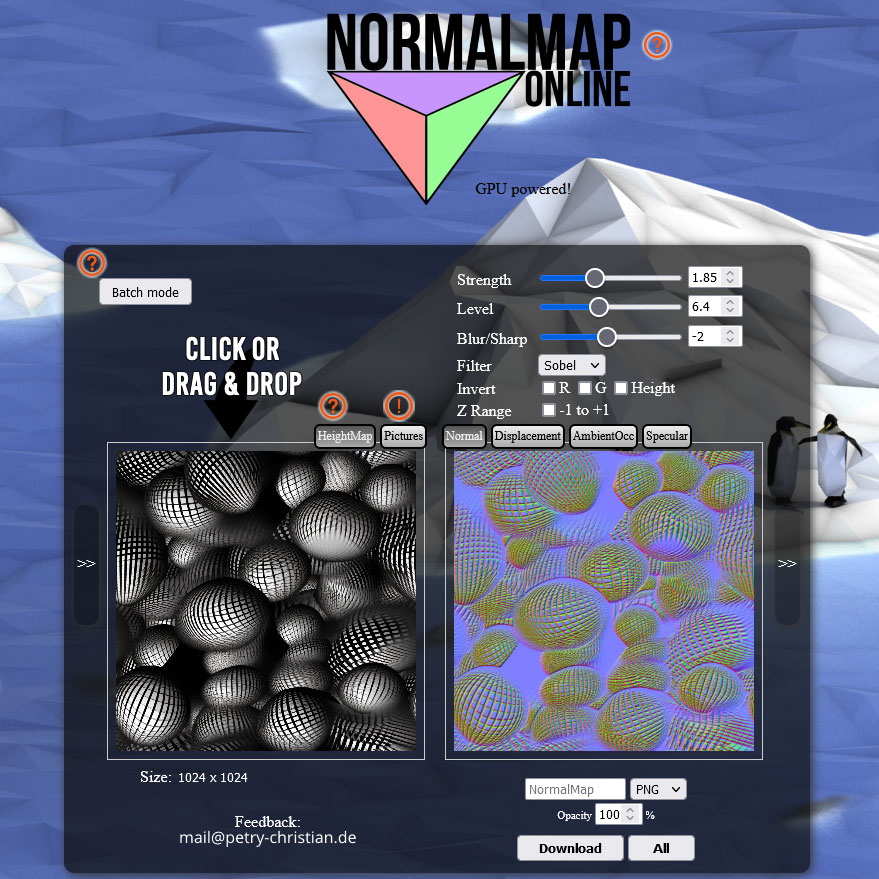 NORMALMAP
ONLINE
?
GPU powered!
?
Batch mode
CLICK OR
DRAG & DROP
Strength 1.85
Level 6.4
Blur/Sharp -2
Filter Sobel
Invert R G Height
Z Range -1 to +1
? !
HeightMap Pictures Normal Displacement AmbientOcc Specular
>> >>
Size: 1024 x 1024
NormalMap PNG
Opacity 100 %
Feedback:
mail@petry-christian.de
Download All